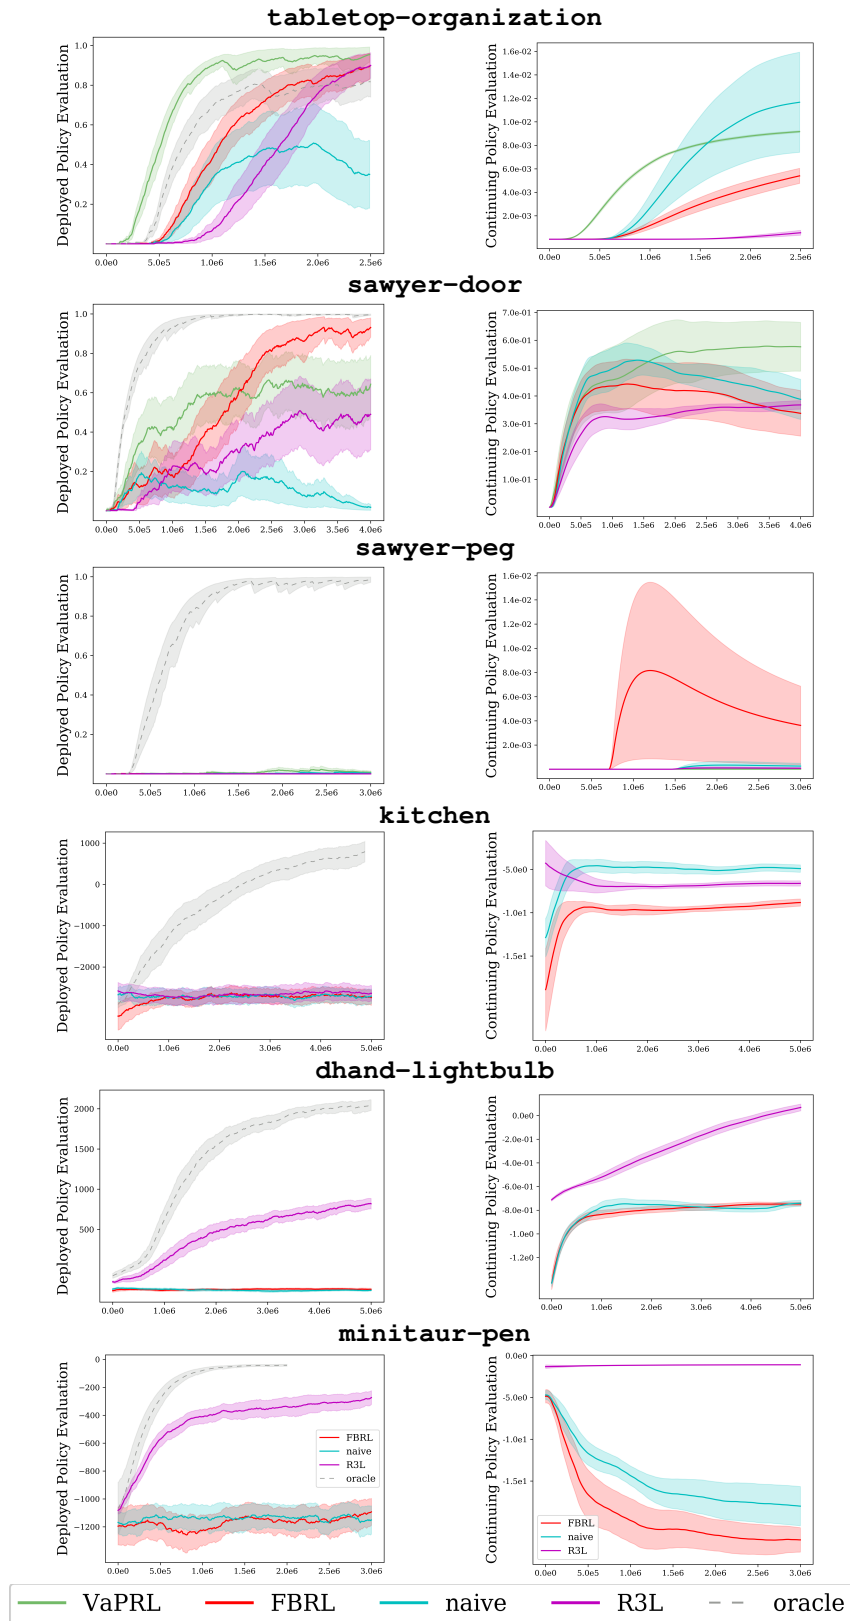 tabletop-organization
Deployed Policy Evaluation
1.0
0.8
0.6
0.4
0.2
0.0e0 5.0e5 1.0e6 1.5e6 2.0e6 2.5e6
Continuing Policy Evaluation
1.6e-02
1.4e-02
1.2e-02
1.0e-02
8.0e-03
6.0e-03
4.0e-03
2.0e-03
0.0e0 5.0e5 1.0e6 1.5e6 2.0e6 2.5e6
sawyer-door
Deployed Policy Evaluation
1.0
0.8
0.6
0.4
0.2
0.0e0 5.0e5 1.0e6 1.5e6 2.0e6 2.5e6 3.0e6 3.5e6 4.0e6
Continuing Policy Evaluation
7.0e-01
6.0e-01
5.0e-01
4.0e-01
3.0e-01
2.0e-01
1.0e-01
0.0e0 5.0e5 1.0e6 1.5e6 2.0e6 2.5e6 3.0e6 3.5e6 4.0e6
sawyer-peg
Deployed Policy Evaluation
1.0
0.8
0.6
0.4
0.2
0.0e0 5.0e5 1.0e6 1.5e6 2.0e6 2.5e6 3.0e6
Continuing Policy Evaluation
1.6e-02
1.4e-02
1.2e-02
1.0e-02
8.0e-03
6.0e-03
4.0e-03
2.0e-03
0.0e0 5.0e5 1.0e6 1.5e6 2.0e6 2.5e6 3.0e6
kitchen
Deployed Policy Evaluation
1000
0
−1000
−2000
0.0e0 1.0e6 2.0e6 3.0e6 4.0e6 5.0e6
Continuing Policy Evaluation
-5.0e0
-1.0e1
-1.5e1
0.0e0 1.0e6 2.0e6 3.0e6 4.0e6 5.0e6
dhand-lightbulb
Deployed Policy Evaluation
2000
1500
1000
500
0.0e0 1.0e6 2.0e6 3.0e6 4.0e6 5.0e6
Continuing Policy Evaluation
0.0e0
-2.0e-01
-4.0e-01
-6.0e-01
-8.0e-01
-1.0e0
-1.2e0
0.0e0 1.0e6 2.0e6 3.0e6 4.0e6 5.0e6
minitaur-pen
Deployed Policy Evaluation
0
−200
−400
−600
−800
−1000
−1200
0.0e0 5.0e5 1.0e6 1.5e6 2.0e6 2.5e6 3.0e6
FBRL
naive
R3L
oracle
Continuing Policy Evaluation
0.0e0
-5.0e0
-1.0e1
-1.5e1
0.0e0 5.0e5 1.0e6 1.5e6 2.0e6 2.5e6 3.0e6
FBRL
naive
R3L
VaPRL FBRL naive R3L oracle